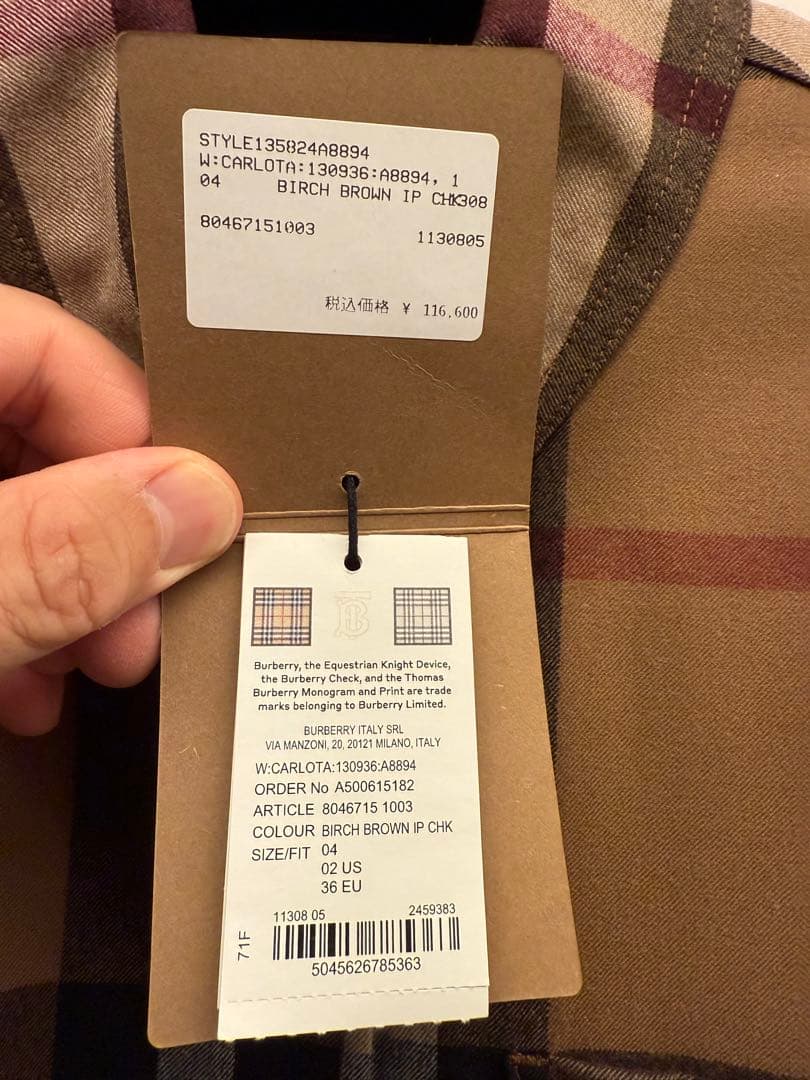 STYLE135824A8894
W:CARLOTA:130936:A8894, 1
04 BIRCH BROWN IP CHK308
80467151003 1130805
税込価格 ¥ 116,600
Burberry, the Equestrian Knight Device,
the Burberry Check, and the Thomas
Burberry Monogram and Print are trade
marks belonging to Burberry Limited.
BURBERRY ITALY SRL
VIA MANZONI, 20, 20121 MILANO, ITALY
W:CARLOTA:130936:A8894
ORDER No A500615182
ARTICLE 8046715 1003
COLOUR BIRCH BROWN IP CHK
SIZE/FIT 04
02 US
36 EU
11308 05 2459383
71F
5045626785363